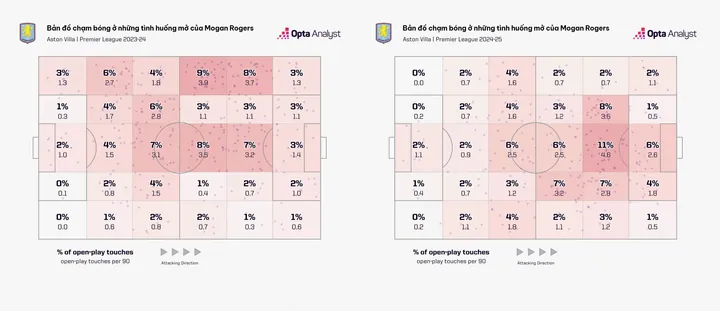 Bản đồ chạm bóng ở những tình huống mở của Mogan Rogers
Aston Villa | Premier League 2023-24
Opta Analyst
3% 6% 4% 9% 8% 3%
1.3 2.7 1.8 3.9 3.7 1.3
1% 4% 6% 3% 3% 3%
0.3 1.7 2.8 1.1 1.1 1.1
2% 4% 7% 8% 7% 3%
1.0 1.5 3.1 3.5 3.2 1.4
0% 2% 4% 1% 2% 2%
0.1 0.8 1.5 0.4 0.7 1.0
0% 1% 2% 2% 1% 1%
0.0 0.6 0.8 0.7 0.3 0.6
% of open-play touches
open-play touches per 90
Attacking Direction
Bản đồ chạm bóng ở những tình huống mở của Mogan Rogers
Aston Villa | Premier League 2024-25
Opta Analyst
0% 2% 4% 2% 2% 2%
0.0 0.7 1.6 0.7 0.7 1.1
0% 2% 4% 3% 8% 1%
0.2 0.7 1.6 1.2 3.6 0.5
2% 2% 6% 6% 11% 6%
1.1 0.9 2.5 2.5 4.8 2.6
1% 2% 3% 7% 7% 4%
0.4 0.7 1.2 3.2 2.8 1.8
0% 2% 4% 2% 3% 1%
0.2 1.1 1.8 1.1 1.2 0.5
% of open-play touches
open-play touches per 90
Attacking Direction